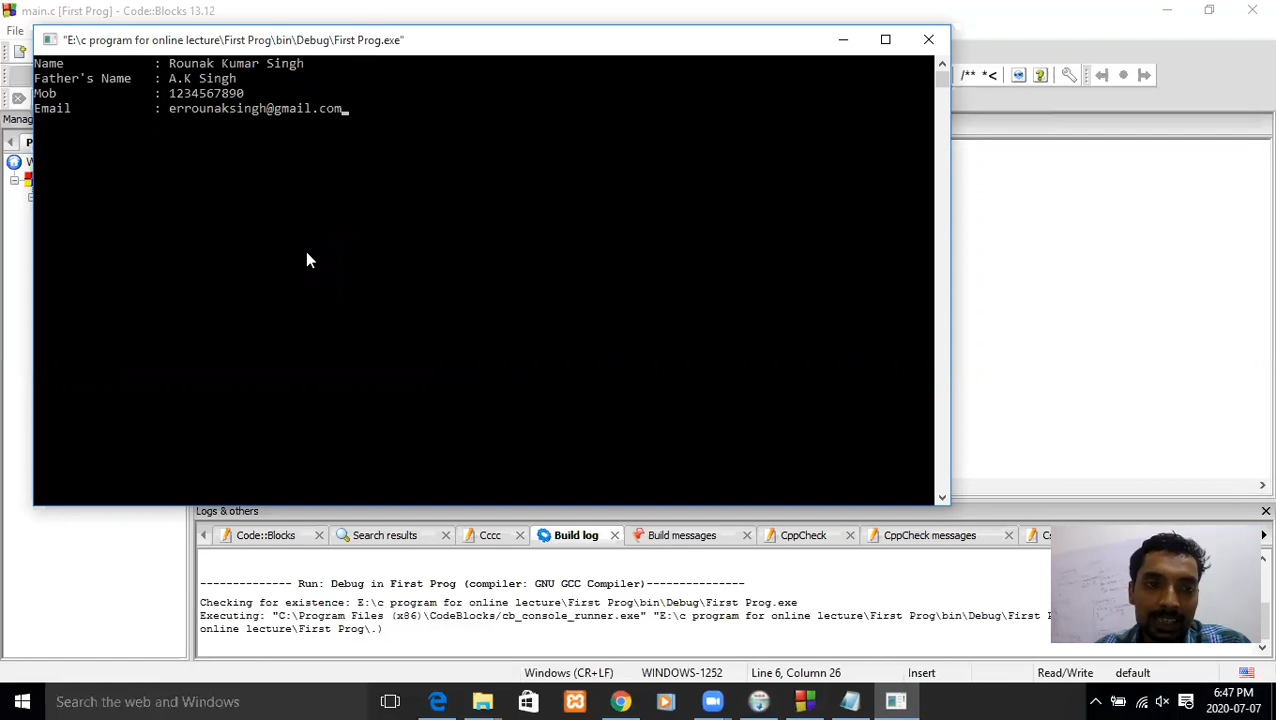 main.c [First Prog] - Code::Blocks 13.12
File
"E:\c program for online lecture\First Prog\bin\Debug\First Prog.exe"
Name : Rounak Kumar Singh
Father's Name : A.K Singh
Mob : 1234567890
Email : errounaksingh@gmail.com_
/** *<
Manag
P
W
Logs & others
Code::Blocks
Search results
Cccc
Build log
Build messages
CppCheck
CppCheck messages
Cs
-------------- Run: Debug in First Prog (compiler: GNU GCC Compiler)---------------
Checking for existence: E:\c program for online lecture\First Prog\bin\Debug\First Prog.exe
Executing: "C:\Program Files (x86)\CodeBlocks/cb_console_runner.exe" "E:\c program for online lecture\First Prog\bin\Debug\First P
online lecture\First Prog\.)
Windows (CR+LF)
WINDOWS-1252
Line 6, Column 26
Insert
Read/Write
default
Search the web and Windows
6:47 PM
2020-07-07